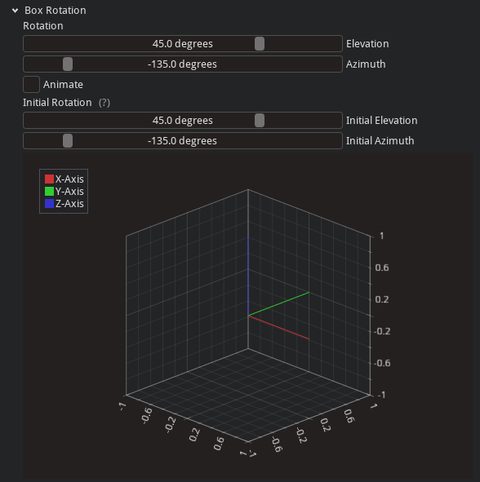 Box Rotation
Rotation
45.0 degrees Elevation
-135.0 degrees Azimuth
Animate
Initial Rotation (?)
45.0 degrees Initial Elevation
-135.0 degrees Initial Azimuth
X-Axis
Y-Axis
Z-Axis
1
0.6
0.2
-0.2
-0.6
-1
-1 -0.6 -0.2 0.2 0.6 1
-1 -0.6 -0.2 0.2 0.6 1